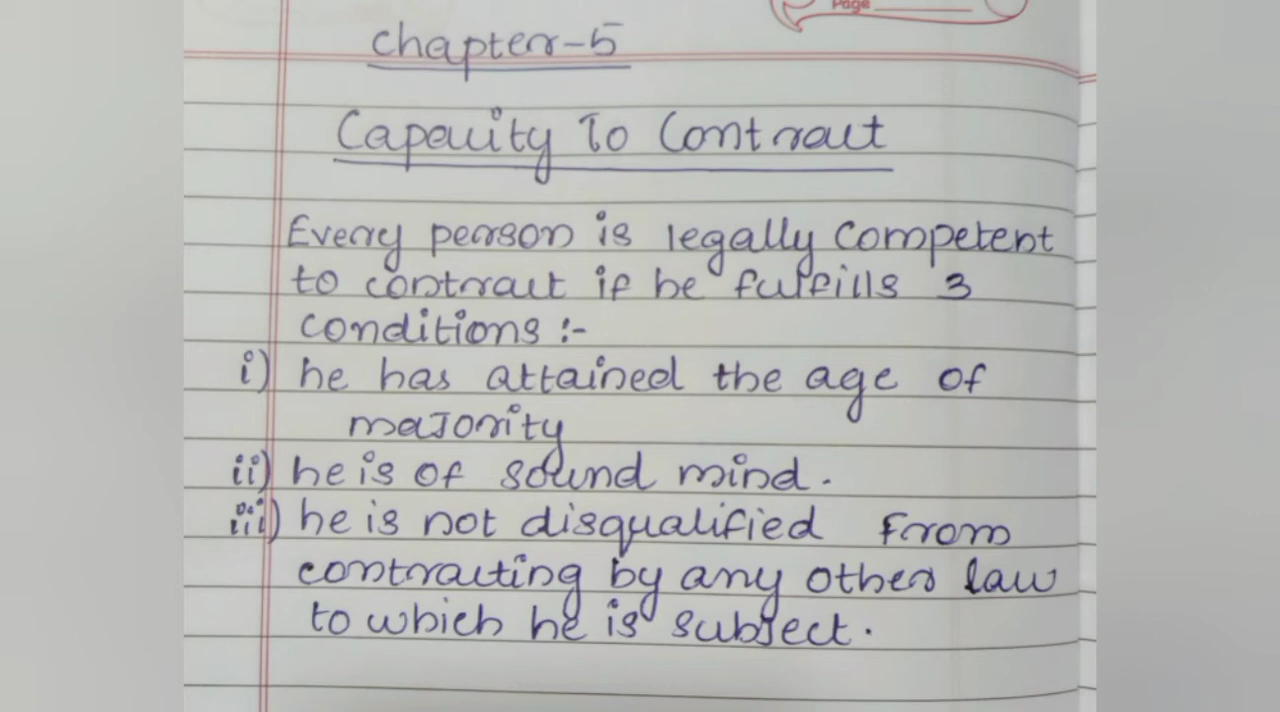 Page
Chapter-5
Capacity To Contract
Every person is legally competent
to contract if he fulfills 3
conditions :-
i) he has attained the age of
majority
ii) he is of sound mind.
iii) he is not disqualified from
contracting by any other law
to which he is subject.